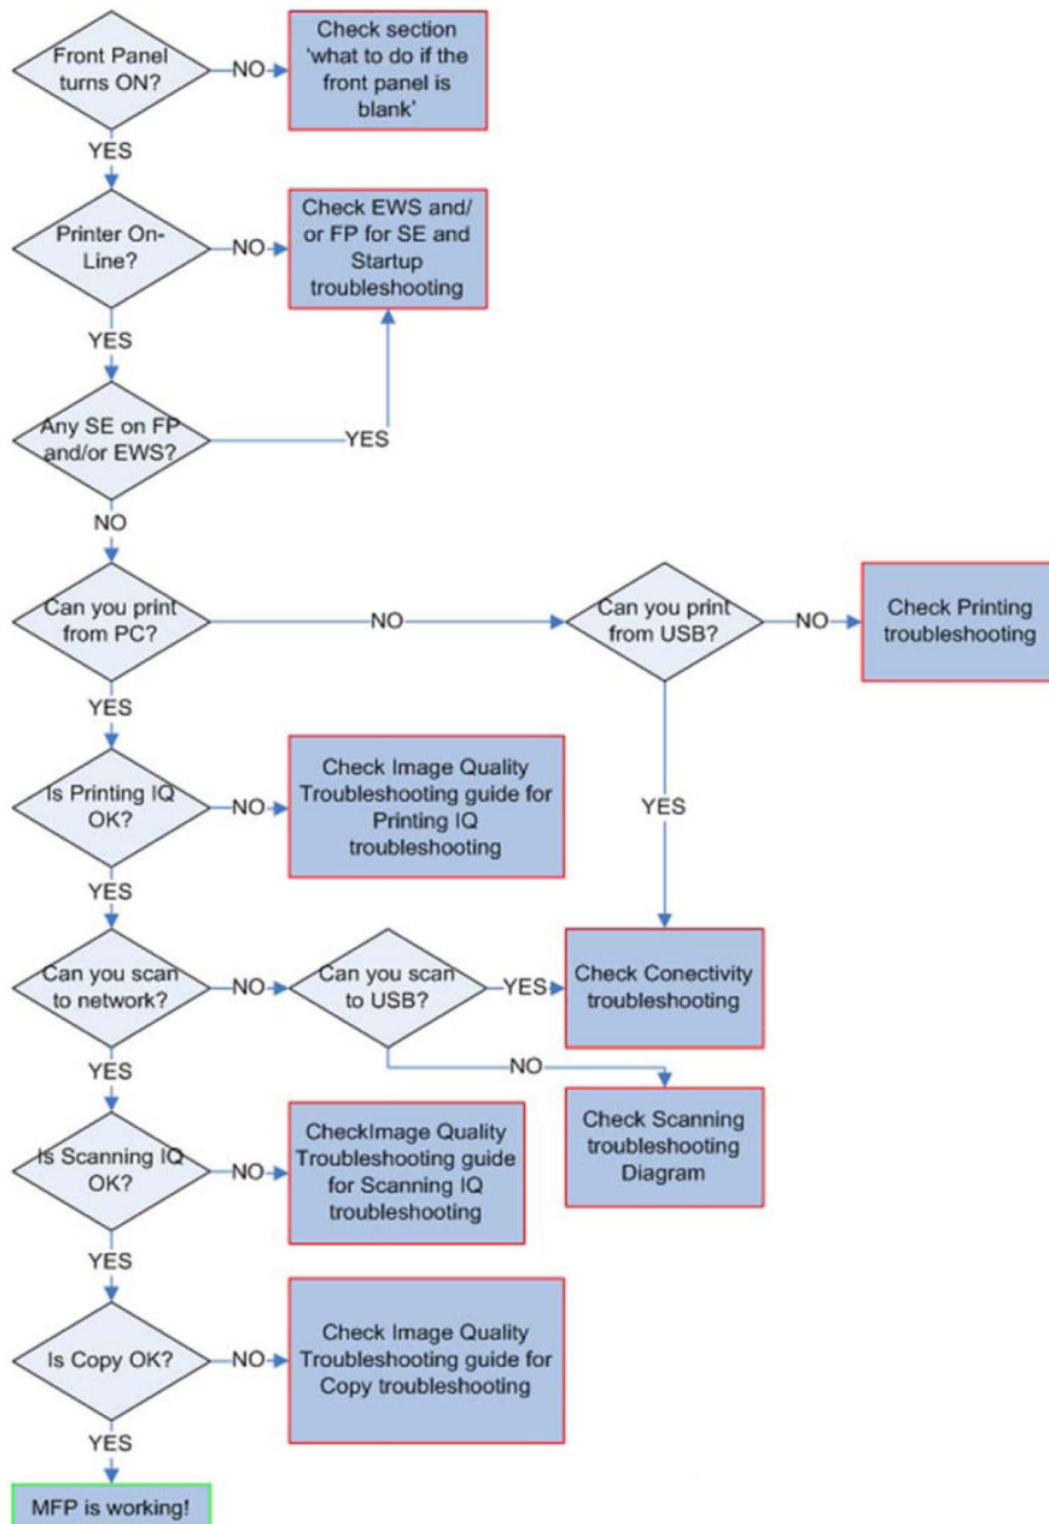 Front Panel
turns ON?
NO
Check section
'what to do if the
front panel is
blank'
YES
Printer On-
Line?
NO
Check EWS and/
or FP for SE and
Startup
troubleshooting
YES
Any SE on FP
and/or EWS?
YES
NO
Can you print
from PC?
NO
Can you print
from USB?
NO
Check Printing
troubleshooting
YES
Is Printing IQ
OK?
NO
Check Image Quality
Troubleshooting guide for
Printing IQ
troubleshooting
YES
YES
Can you scan
to network?
NO
Can you scan
to USB?
YES
Check Conectivity
troubleshooting
YES
NO
Check Scanning
troubleshooting
Diagram
Is Scanning IQ
OK?
NO
CheckImage Quality
Troubleshooting guide
for Scanning IQ
troubleshooting
YES
Is Copy OK?
NO
Check Image Quality
Troubleshooting guide for
Copy troubleshooting
YES
MFP is working!